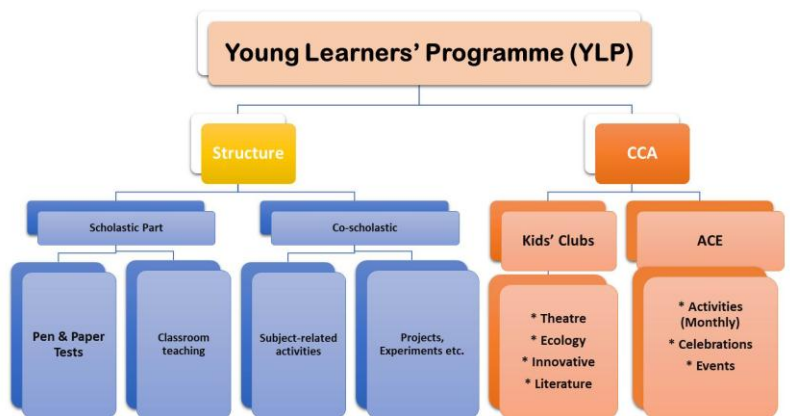 Young Learners' Programme (YLP)
Structure
CCA
Scholastic Part
Co-scholastic
Kids' Clubs
ACE
Pen & Paper
Tests
Classroom
teaching
Subject-related
activities
Projects,
Experiments etc.
* Theatre
* Ecology
* Innovative
* Literature
* Activities
(Monthly)
* Celebrations
* Events